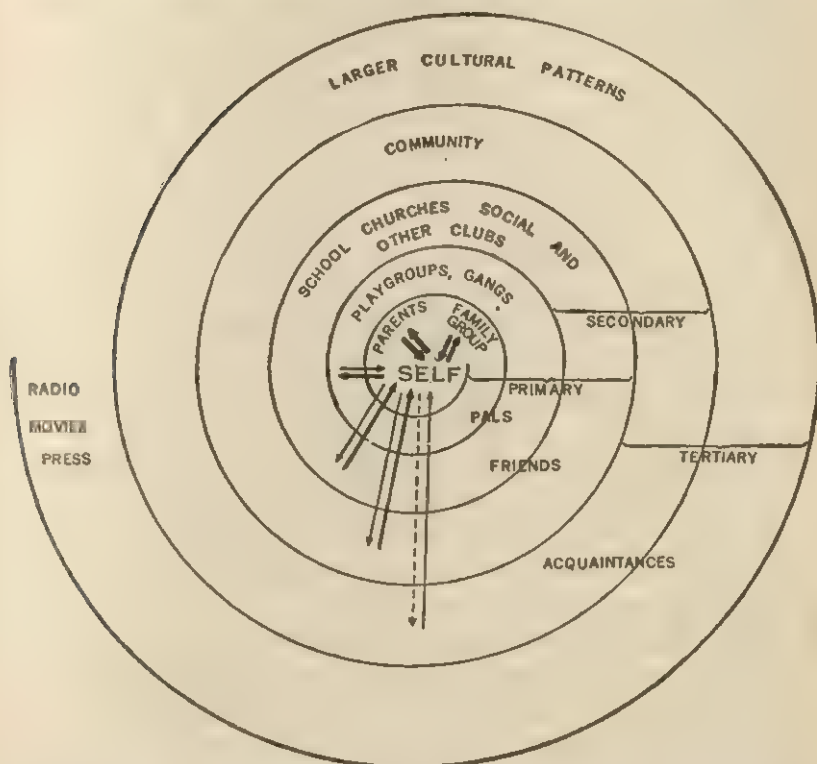 LARGER CULTURAL PATTERNS
COMMUNITY
SCHOOL CHURCHES SOCIAL AND
OTHER CLUBS
PLAYGROUPS, GANGS
PARENTS
FAMILY
GROUP
SELF
SECONDARY
PRIMARY
PALS
FRIENDS
TERTIARY
ACQUAINTANCES
RADIO
MOVIES
PRESS